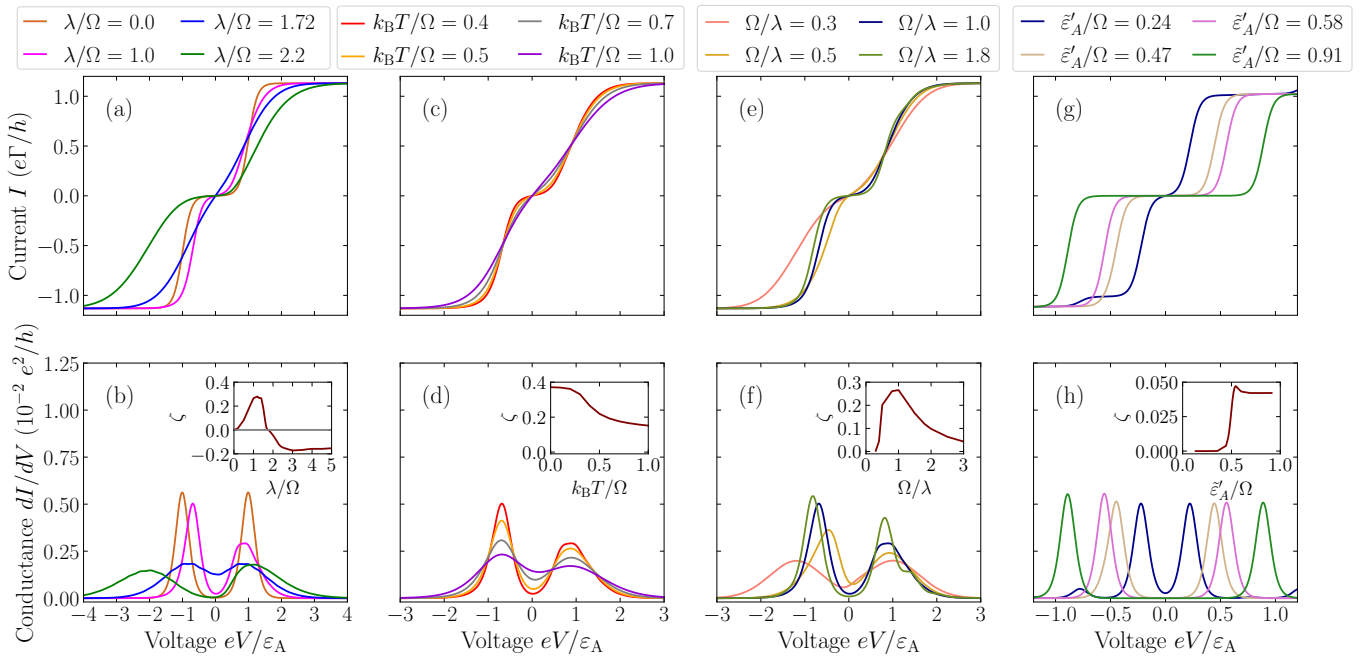 λ/Ω = 0.0 λ/Ω = 1.72
λ/Ω = 1.0 λ/Ω = 2.2
k_BT/Ω = 0.4 k_BT/Ω = 0.7
k_BT/Ω = 0.5 k_BT/Ω = 1.0
Ω/λ = 0.3 Ω/λ = 1.0
Ω/λ = 0.5 Ω/λ = 1.8
ε̃′_A/Ω = 0.24 ε̃′_A/Ω = 0.58
ε̃′_A/Ω = 0.47 ε̃′_A/Ω = 0.91
Current I (eΓ/h)
1.0
0.5
0.0
−0.5
−1.0
(a)
(c)
(e)
(g)
Conductance dI/dV (10⁻² e²/h)
1.25
1.00
0.75
0.50
0.25
0.00
(b)
ζ
0.4
0.2
0.0
−0.2
0 1 2 3 4 5
λ/Ω
−4 −3 −2 −1 0 1 2 3 4
Voltage eV/ε_A
(d)
ζ
0.4
0.2
0.0
0.0 0.5 1.0
k_BT/Ω
−3 −2 −1 0 1 2 3
Voltage eV/ε_A
(f)
ζ
0.3
0.2
0.1
0.0
0 1 2 3
Ω/λ
−3 −2 −1 0 1 2 3
Voltage eV/ε_A
(h)
ζ
0.050
0.025
0.000
0.0 0.5 1.0
ε̃′_A/Ω
−1.0 −0.5 0.0 0.5 1.0
Voltage eV/ε_A